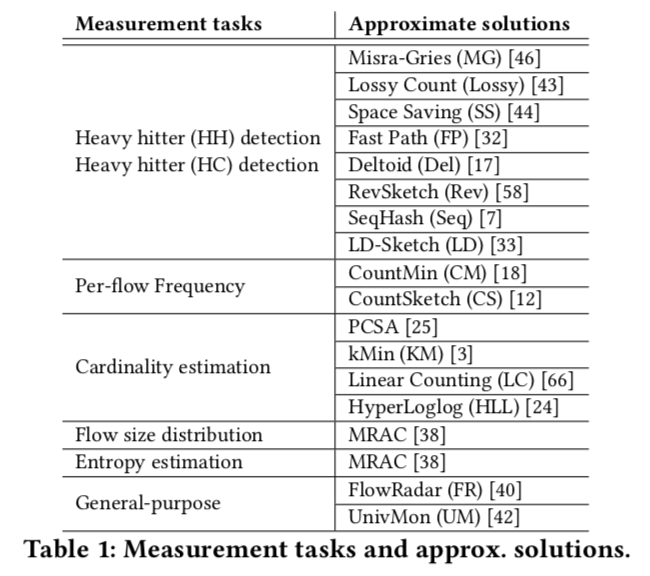 Measurement tasks Approximate solutions
Heavy hitter (HH) detection
Heavy hitter (HC) detection
Misra-Gries (MG) [46]
Lossy Count (Lossy) [43]
Space Saving (SS) [44]
Fast Path (FP) [32]
Deltoid (Del) [17]
RevSketch (Rev) [58]
SeqHash (Seq) [7]
LD-Sketch (LD) [33]
Per-flow Frequency
CountMin (CM) [18]
CountSketch (CS) [12]
Cardinality estimation
PCSA [25]
kMin (KM) [3]
Linear Counting (LC) [66]
HyperLoglog (HLL) [24]
Flow size distribution MRAC [38]
Entropy estimation MRAC [38]
General-purpose
FlowRadar (FR) [40]
UnivMon (UM) [42]
Table 1: Measurement tasks and approx. solutions.